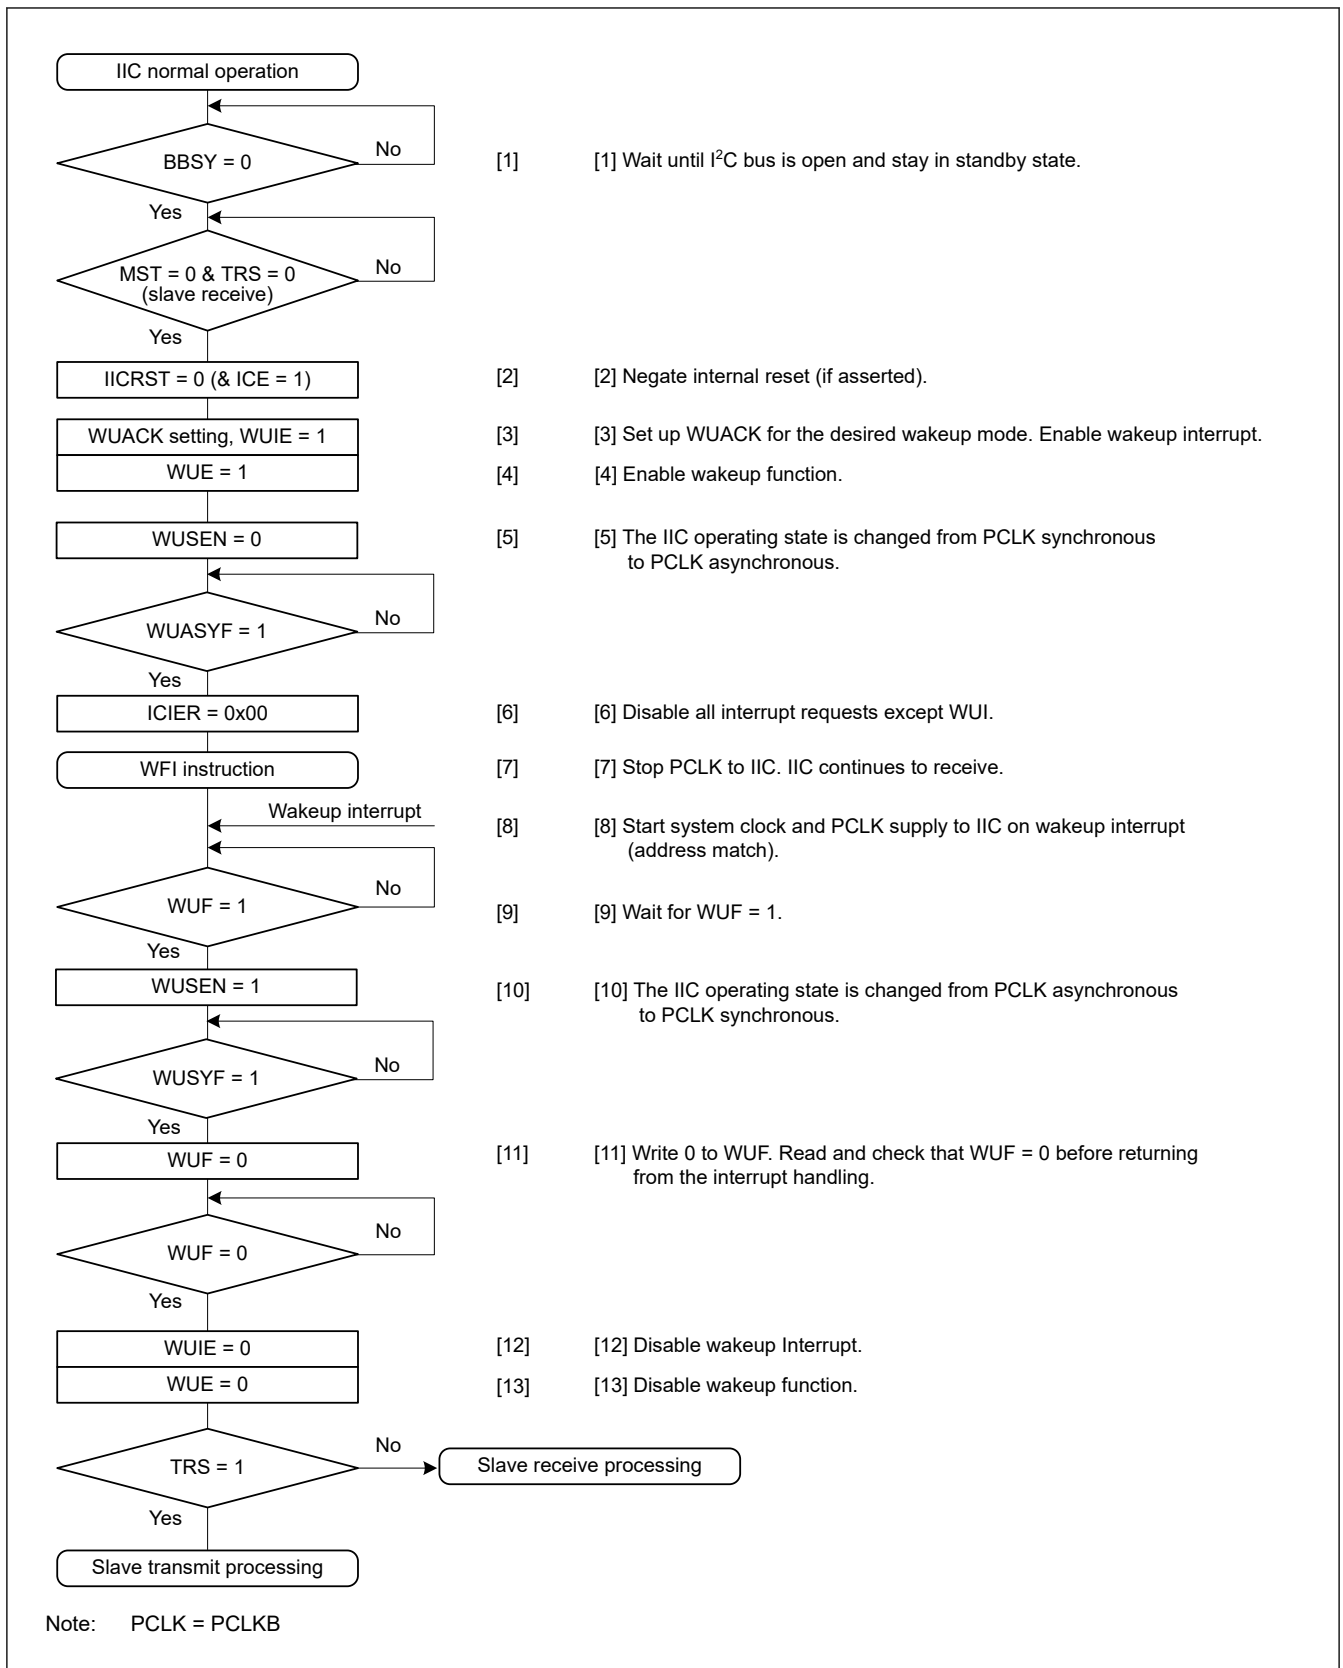 IIC normal operation
BBSY = 0
No
[1] [1] Wait until I²C bus is open and stay in standby state.
Yes
MST = 0 & TRS = 0
(slave receive)
No
Yes
IICRST = 0 (& ICE = 1)
[2] [2] Negate internal reset (if asserted).
WUACK setting, WUIE = 1
[3] [3] Set up WUACK for the desired wakeup mode. Enable wakeup interrupt.
WUE = 1
[4] [4] Enable wakeup function.
WUSEN = 0
[5] [5] The IIC operating state is changed from PCLK synchronous
to PCLK asynchronous.
WUASYF = 1
No
Yes
ICIER = 0x00
[6] [6] Disable all interrupt requests except WUI.
WFI instruction
[7] [7] Stop PCLK to IIC. IIC continues to receive.
Wakeup interrupt
[8] [8] Start system clock and PCLK supply to IIC on wakeup interrupt
(address match).
WUF = 1
No
[9] [9] Wait for WUF = 1.
Yes
WUSEN = 1
[10] [10] The IIC operating state is changed from PCLK asynchronous
to PCLK synchronous.
WUSYF = 1
No
Yes
WUF = 0
[11] [11] Write 0 to WUF. Read and check that WUF = 0 before returning
from the interrupt handling.
WUF = 0
No
Yes
WUIE = 0
[12] [12] Disable wakeup Interrupt.
WUE = 0
[13] [13] Disable wakeup function.
TRS = 1
No
Slave receive processing
Yes
Slave transmit processing
Note: PCLK = PCLKB